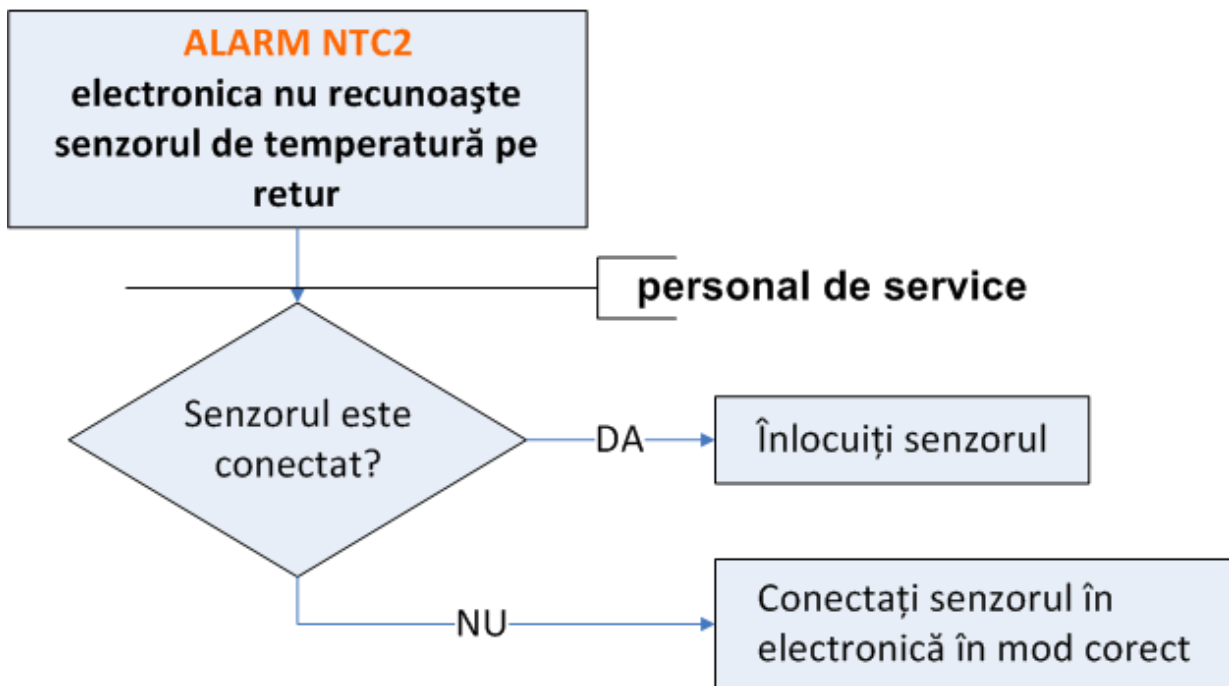 ALARM NTC2
electronica nu recunoaşte
senzorul de temperatură pe
retur
personal de service
Senzorul este
conectat?
DA
Înlocuiți senzorul
NU
Conectați senzorul în
electronică în mod corect